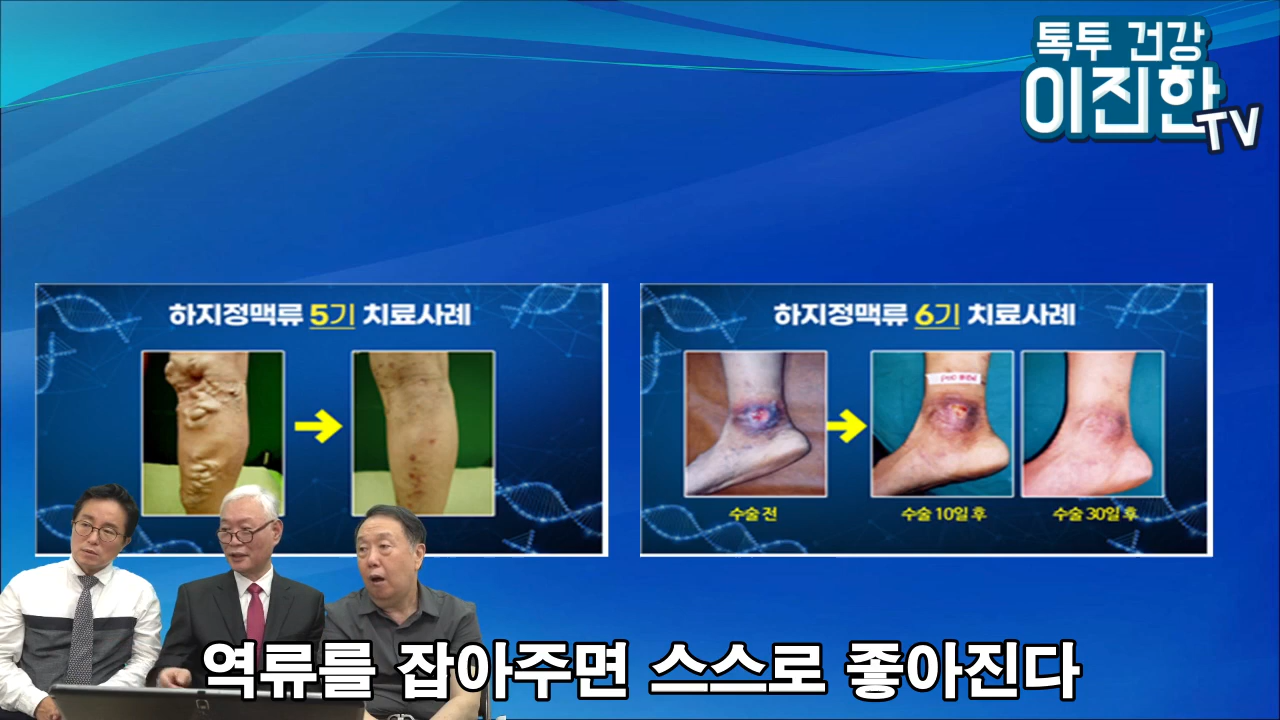 톡투 건강
이진한
TV
하지정맥류 5기 치료사례
하지정맥류 6기 치료사례
수술 전
수술 10일 후
수술 30일 후
역류를 잡아주면 스스로 좋아진다